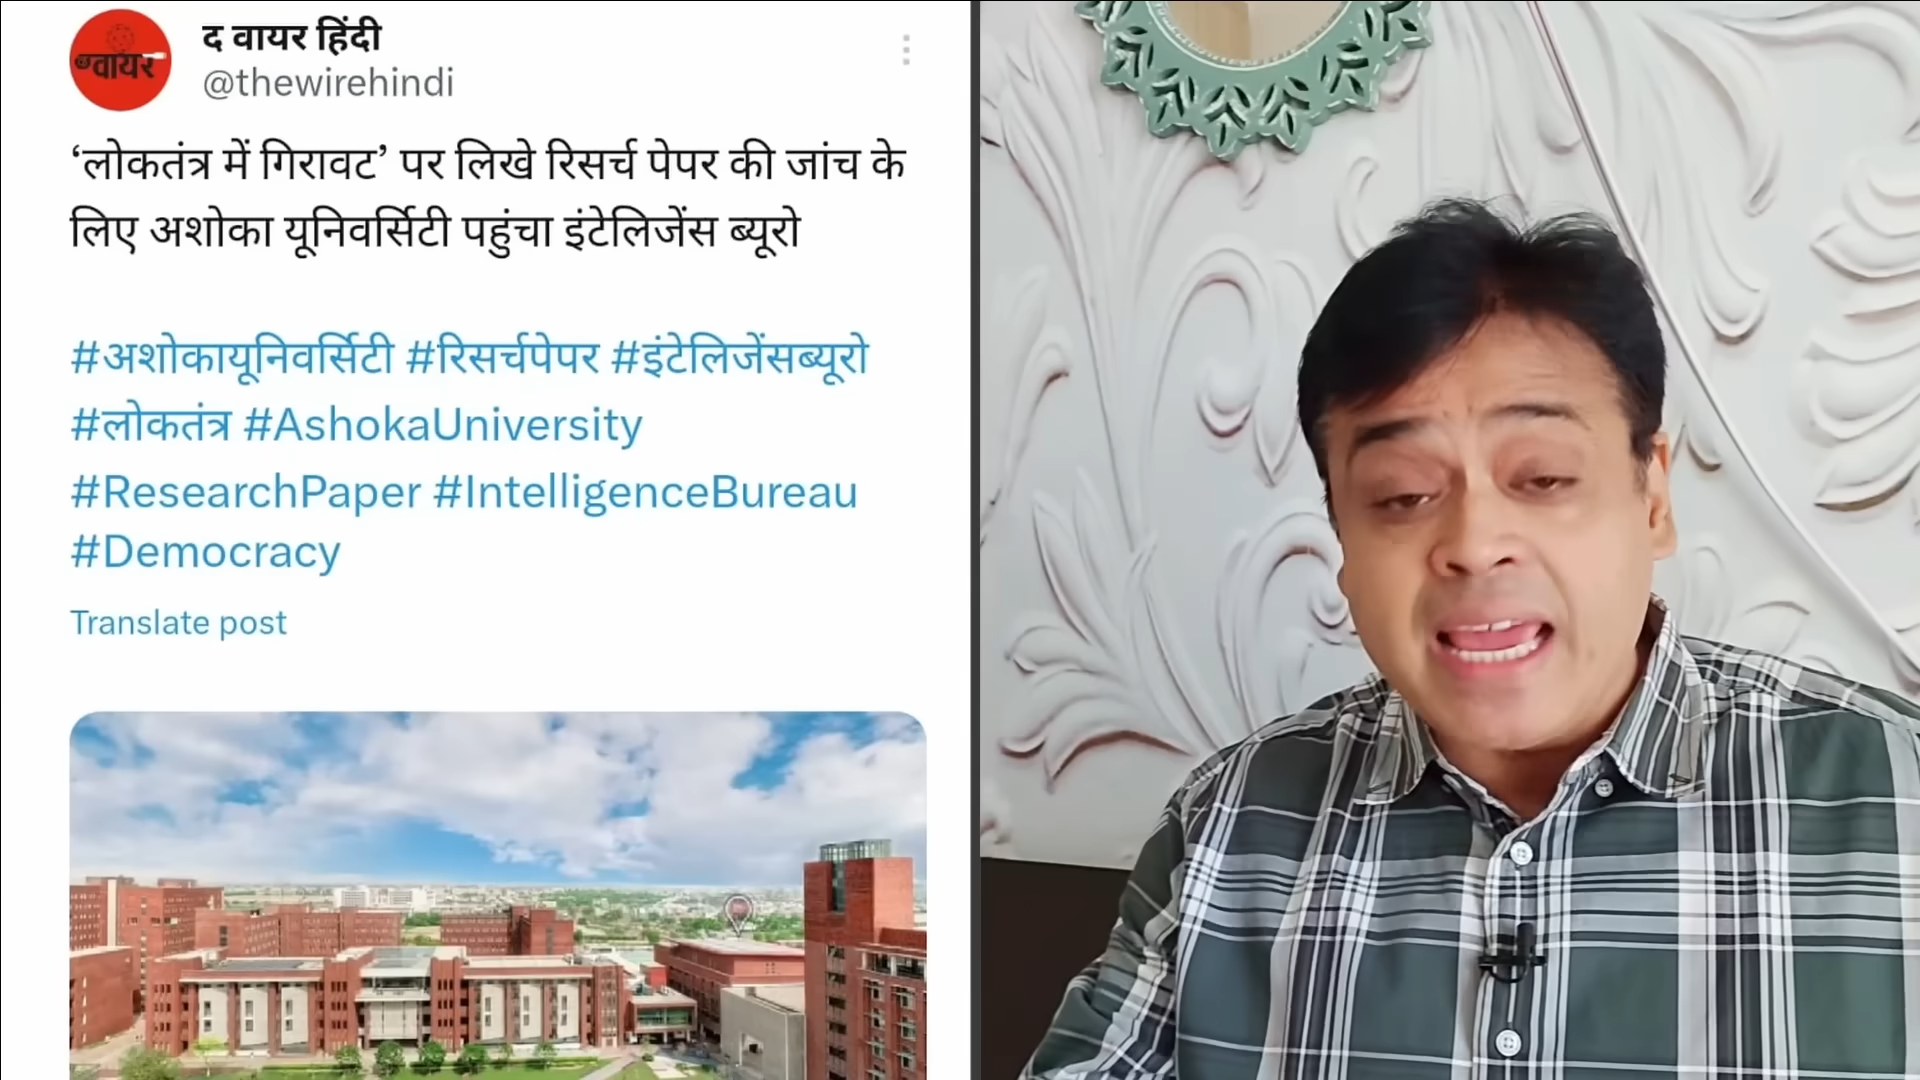 द वायर
द वायर हिंदी
@thewirehindi
‘लोकतंत्र में गिरावट’ पर लिखे रिसर्च पेपर की जांच के
लिए अशोका यूनिवर्सिटी पहुंचा इंटेलिजेंस ब्यूरो
#अशोकायूनिवर्सिटी #रिसर्चपेपर #इंटेलिजेंसब्यूरो
#लोकतंत्र #AshokaUniversity
#ResearchPaper #IntelligenceBureau
#Democracy
Translate post